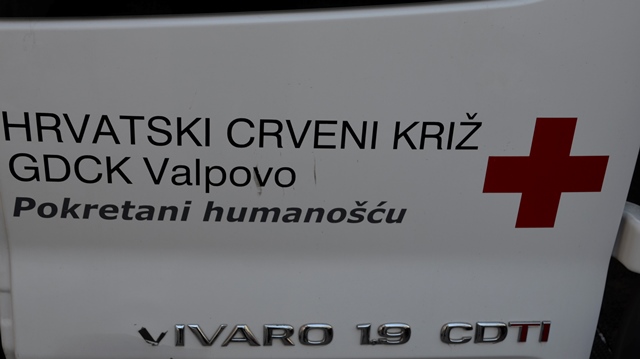 HRVATSKI CRVENI KRIŽ
GDCK Valpovo
Pokretani humanošću
VIVARO 1.9 CDTI